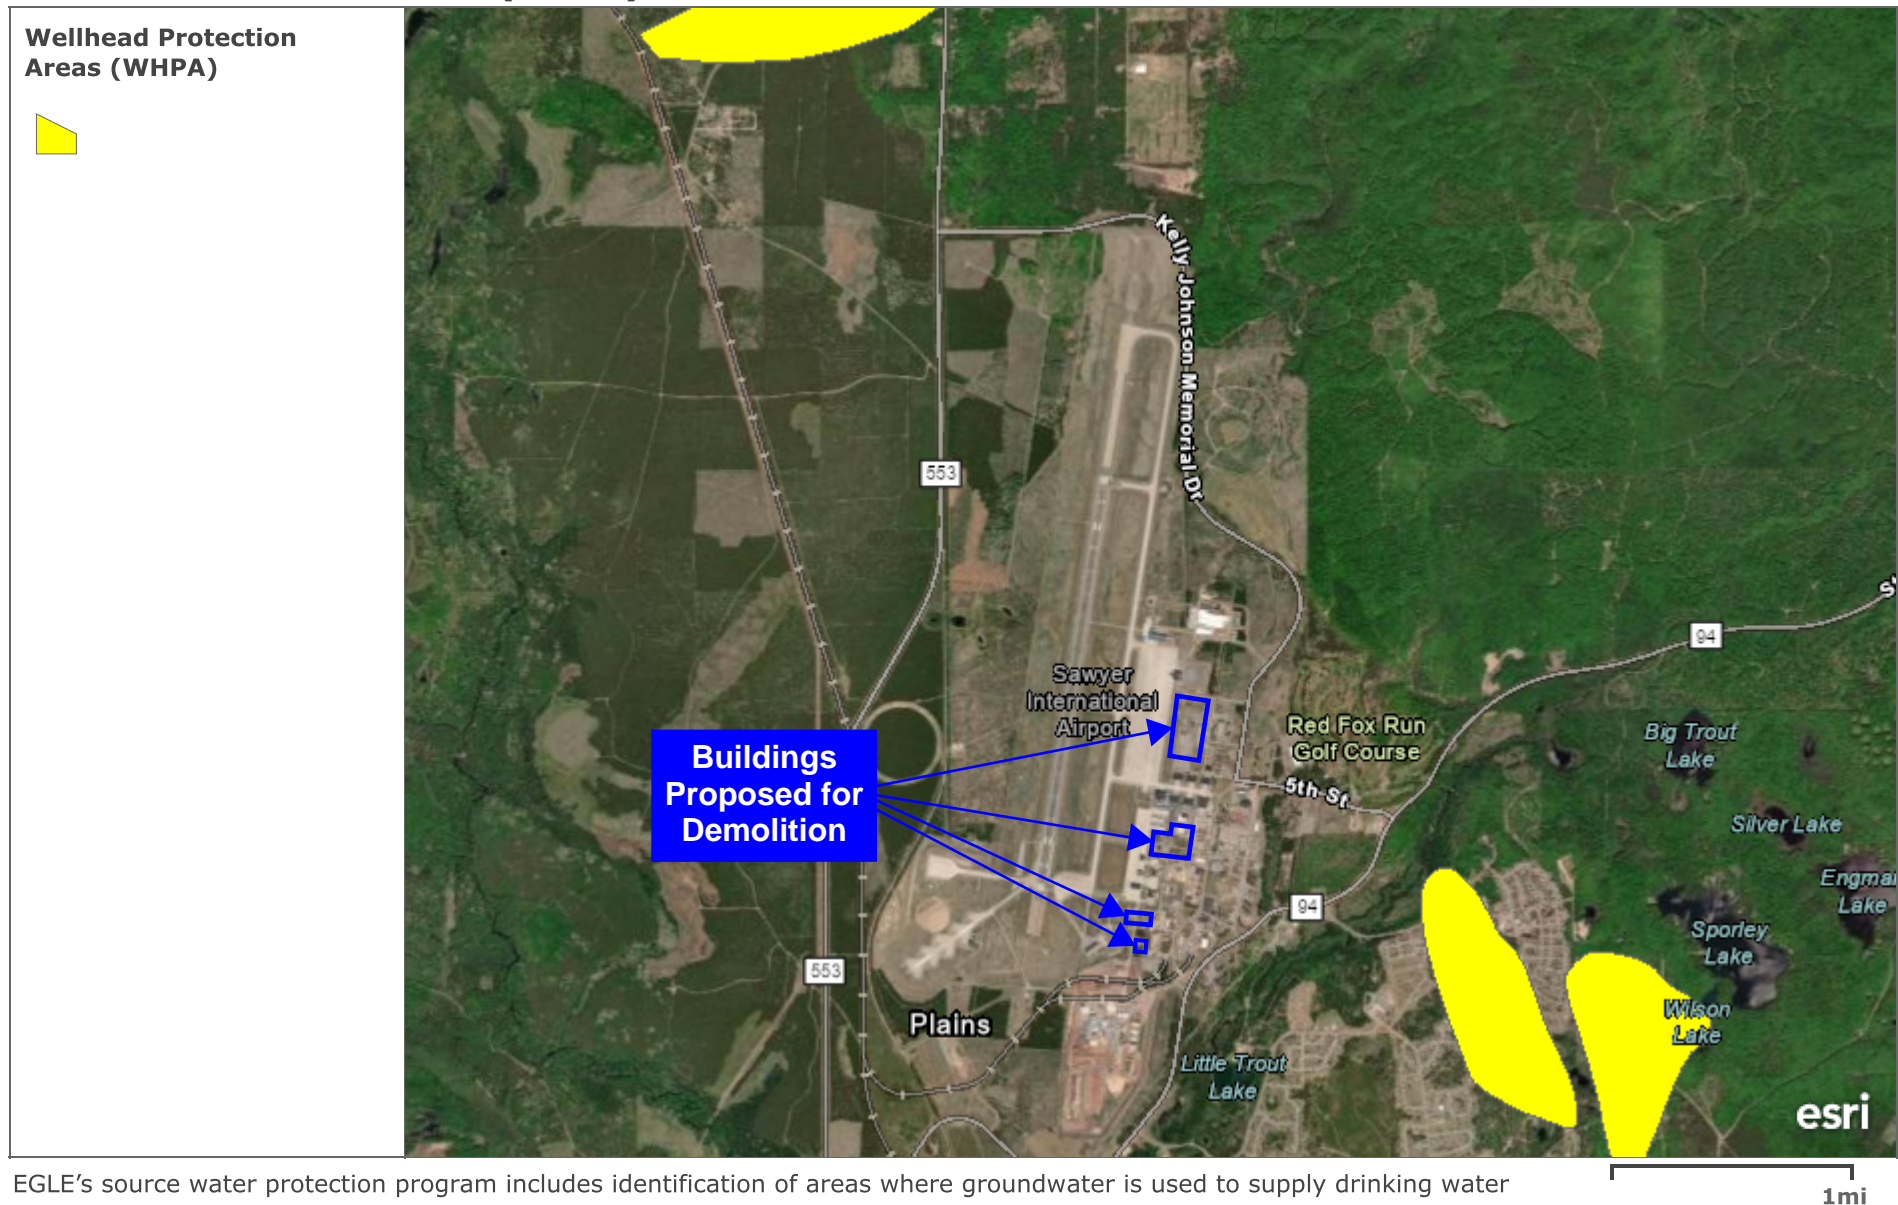 Wellhead Protection
Areas (WHPA)
Kelly Johnson Memorial Dr
553
94
Sawyer
International
Airport
Red Fox Run
Golf Course
Big Trout
Lake
Buildings
Proposed for
Demolition
5th St
Silver Lake
Engma
Lake
94
Sporley
Lake
553
Wilson
Lake
Plains
Little Trout
Lake
esri
EGLE’s source water protection program includes identification of areas where groundwater is used to supply drinking water
1mi